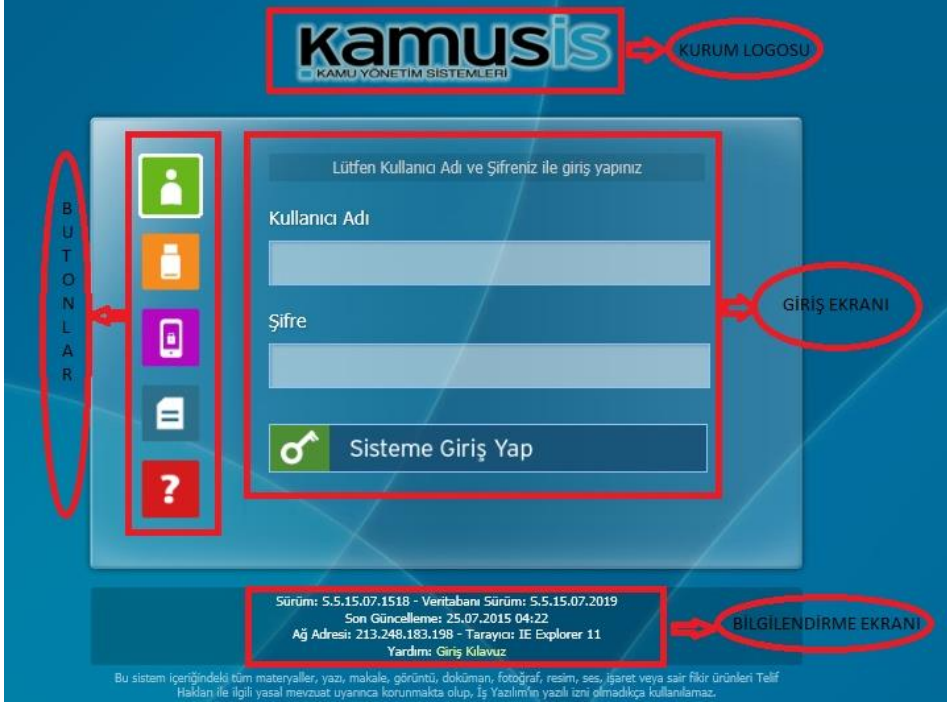 kamusis
KAMU YÖNETİM SİSTEMLERİ
KURUM LOGOSU
Lütfen Kullanıcı Adı ve Şifreniz ile giriş yapınız
Kullanıcı Adı
BUTONLAR
GİRİŞ EKRANI
Şifre
Sisteme Giriş Yap
?
Sürüm: S.5.15.07.1518 - Veritabanı Sürüm: S.5.15.07.2019
Son Güncelleme: 25.07.2015 04:22
Ağ Adresi: 213.248.183.198 - Tarayıcı: IE Explorer 11
Yardım: Giriş Kılavuz
BİLGİLENDİRME EKRANI
Bu sistem içeriğindeki tüm materyaller, yazı, makale, görüntü, doküman, fotoğraf, resim, ses, işaret veya sair fikir ürünleri Telif
Hakları ile ilgili yasal mevzuat uyarınca korunmakta olup, İş Yazılım'ın yazılı izni olmadıkça kullanılamaz.